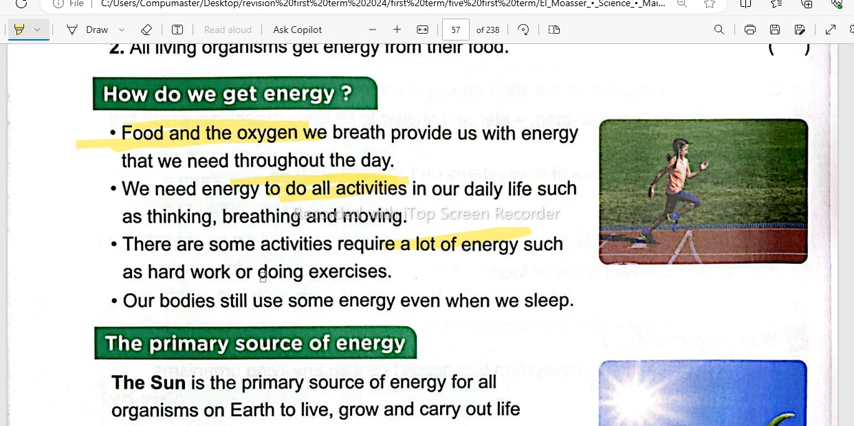 File | C:/Users/Compumaster/Desktop/revision%20first%20term%202024/first%20term/five%20first%20term/El_Moasser_•_Science_•_Mai...
Draw Read aloud Ask Copilot 57 of 238
2. All living organisms get energy from their food. ( )
How do we get energy ?
• Food and the oxygen we breath provide us with energy
that we need throughout the day.
• We need energy to do all activities in our daily life such
as thinking, breathing and moving.
Recorded with iTop Screen Recorder
• There are some activities require a lot of energy such
as hard work or doing exercises.
• Our bodies still use some energy even when we sleep.
The primary source of energy
The Sun is the primary source of energy for all
organisms on Earth to live, grow and carry out life